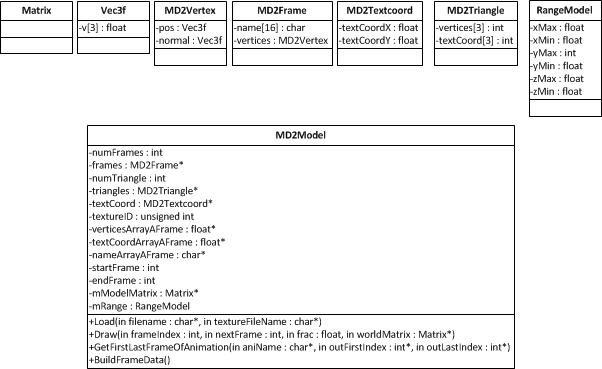 Matrix
Vec3f
-v[3] : float
MD2Vertex
-pos : Vec3f
-normal : Vec3f
MD2Frame
-name[16] : char
-vertices : MD2Vertex
MD2Textcoord
-textCoordX : float
-textCoordY : float
MD2Triangle
-vertices[3] : int
-textCoord[3] : int
RangeModel
-xMax : float
-xMin : float
-yMax : int
-yMin : float
-zMax : float
-zMin : float
MD2Model
-numFrames : int
-frames : MD2Frame*
-numTriangle : int
-triangles : MD2Triangle*
-textCoord : MD2Textcoord*
-textureID : unsigned int
-verticesArrayAFrame : float*
-textCoordArrayAFrame : float*
-nameArrayAFrame : char*
-startFrame : int
-endFrame : int
-mModelMatrix : Matrix*
-mRange : RangeModel
+Load(in filename : char*, in textureFileName : char*)
+Draw(in frameIndex : int, in nextFrame : int, in frac : float, in worldMatrix : Matrix*)
+GetFirstLastFrameOfAnimation(in aniName : char*, in outFirstIndex : int*, in outLastIndex : int*)
+BuildFrameData()